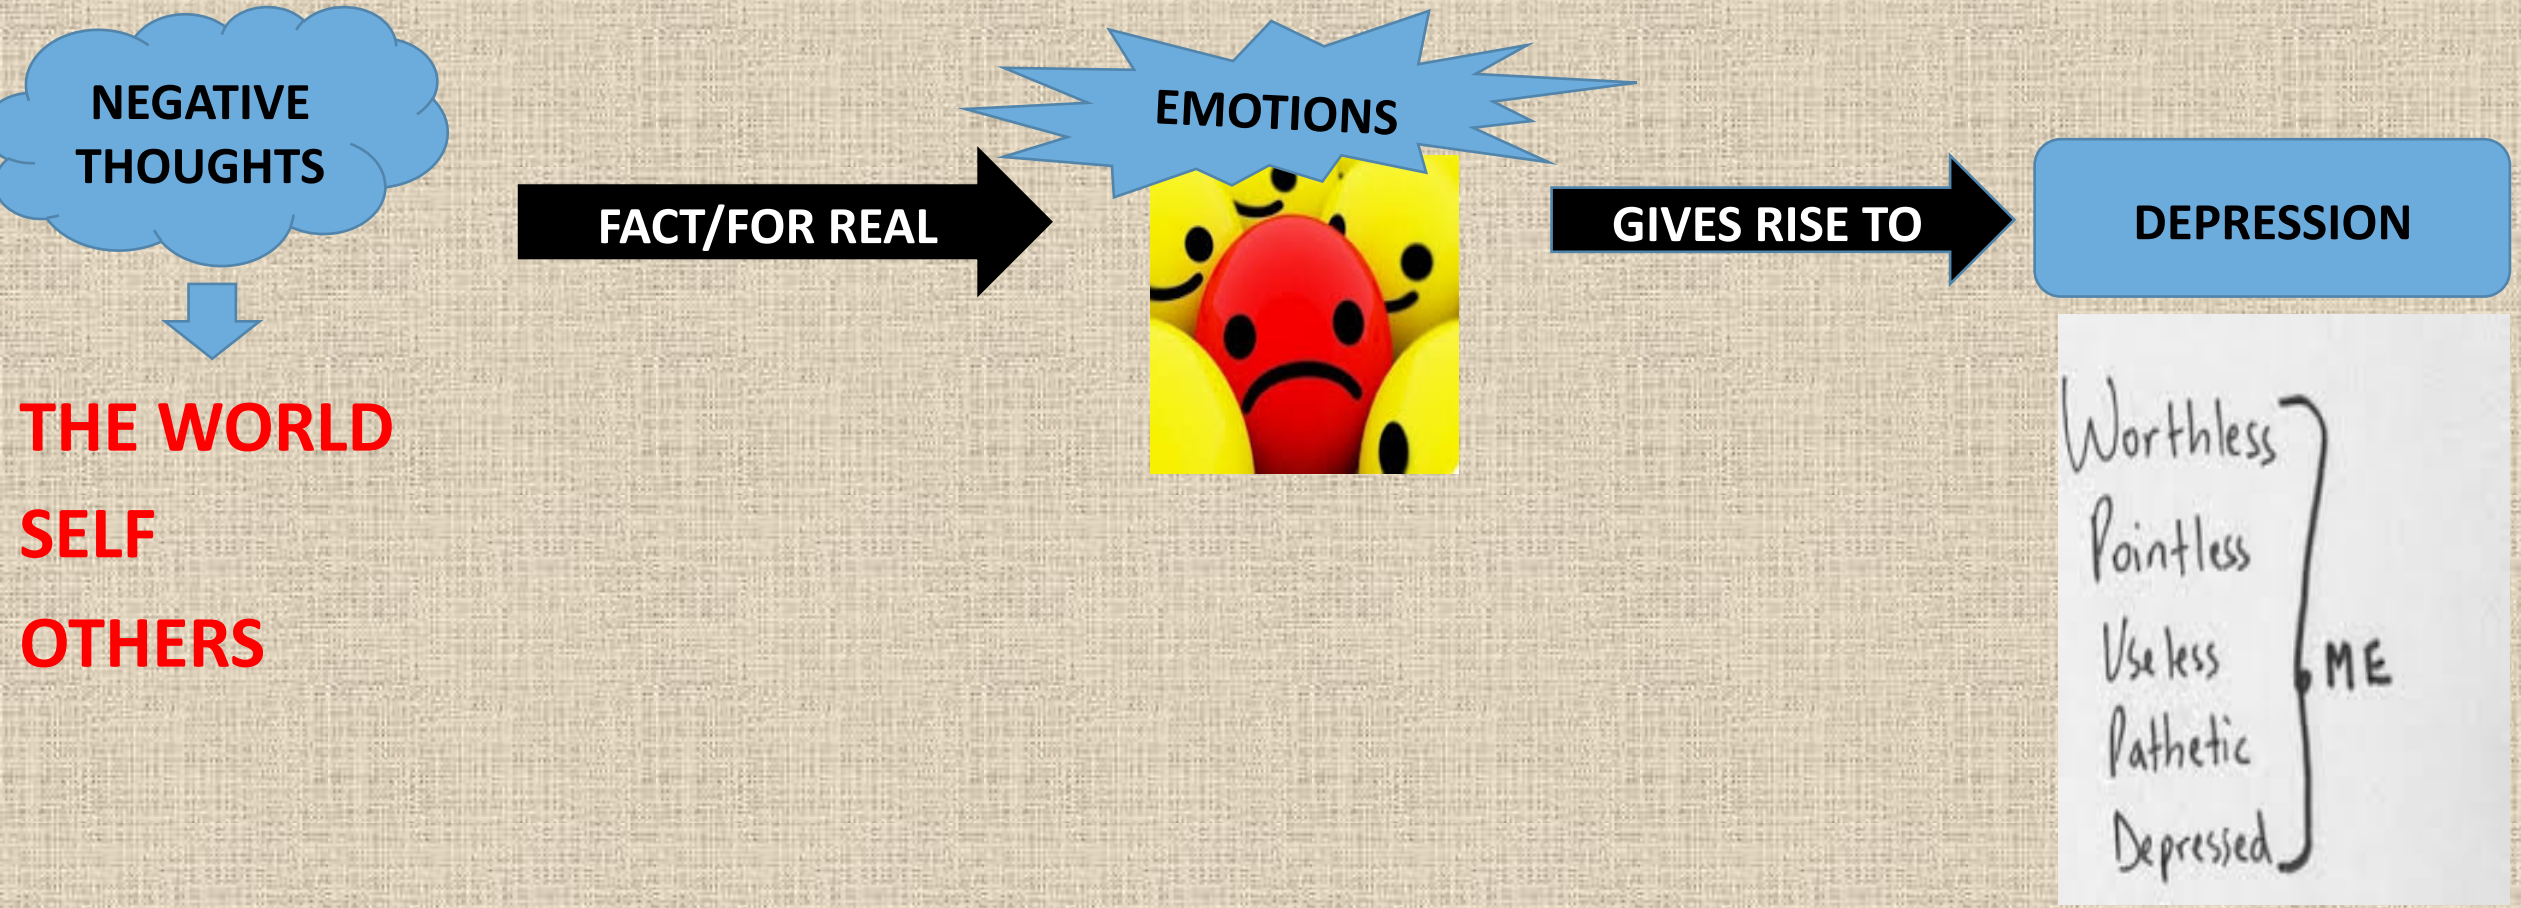 NEGATIVE
THOUGHTS
FACT/FOR REAL
EMOTIONS
GIVES RISE TO
DEPRESSION
THE WORLD
SELF
OTHERS
Worthless
Pointless
Useless
Pathetic
Depressed
ME